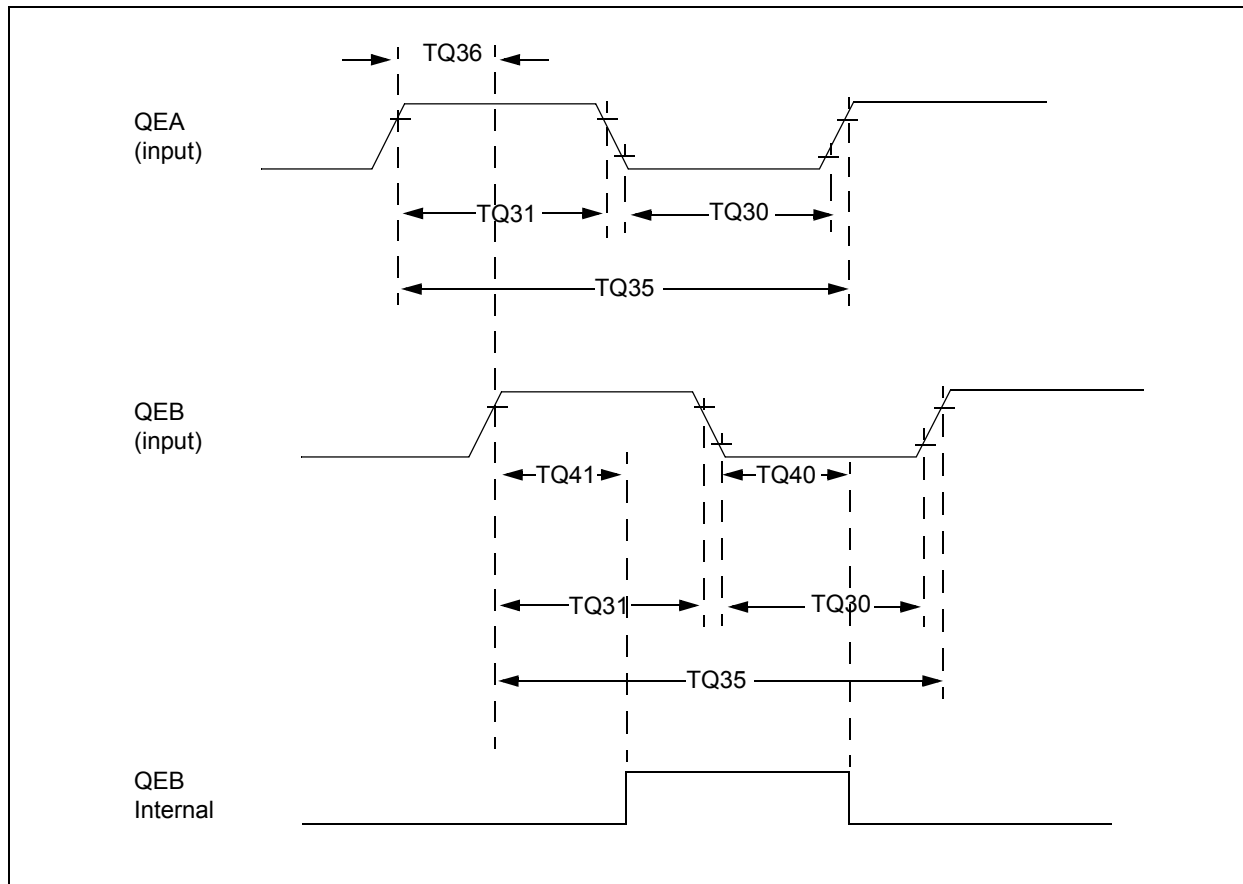 TQ36
QEA
(input)
TQ31
TQ30
TQ35
QEB
(input)
TQ41
TQ40
TQ31
TQ30
TQ35
QEB
Internal